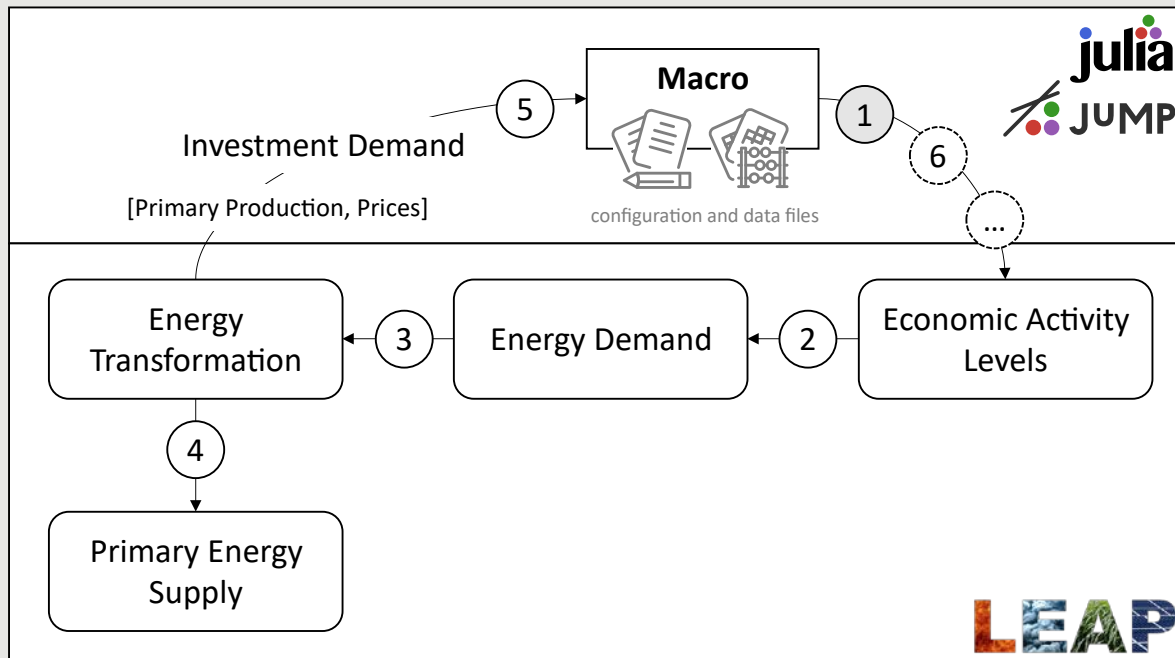 julia
JuMP
Macro
5
1
6
Investment Demand
[Primary Production, Prices]
configuration and data files
...
Energy
Transformation
3
Energy Demand
2
Economic Activity
Levels
4
Primary Energy
Supply
LEAP